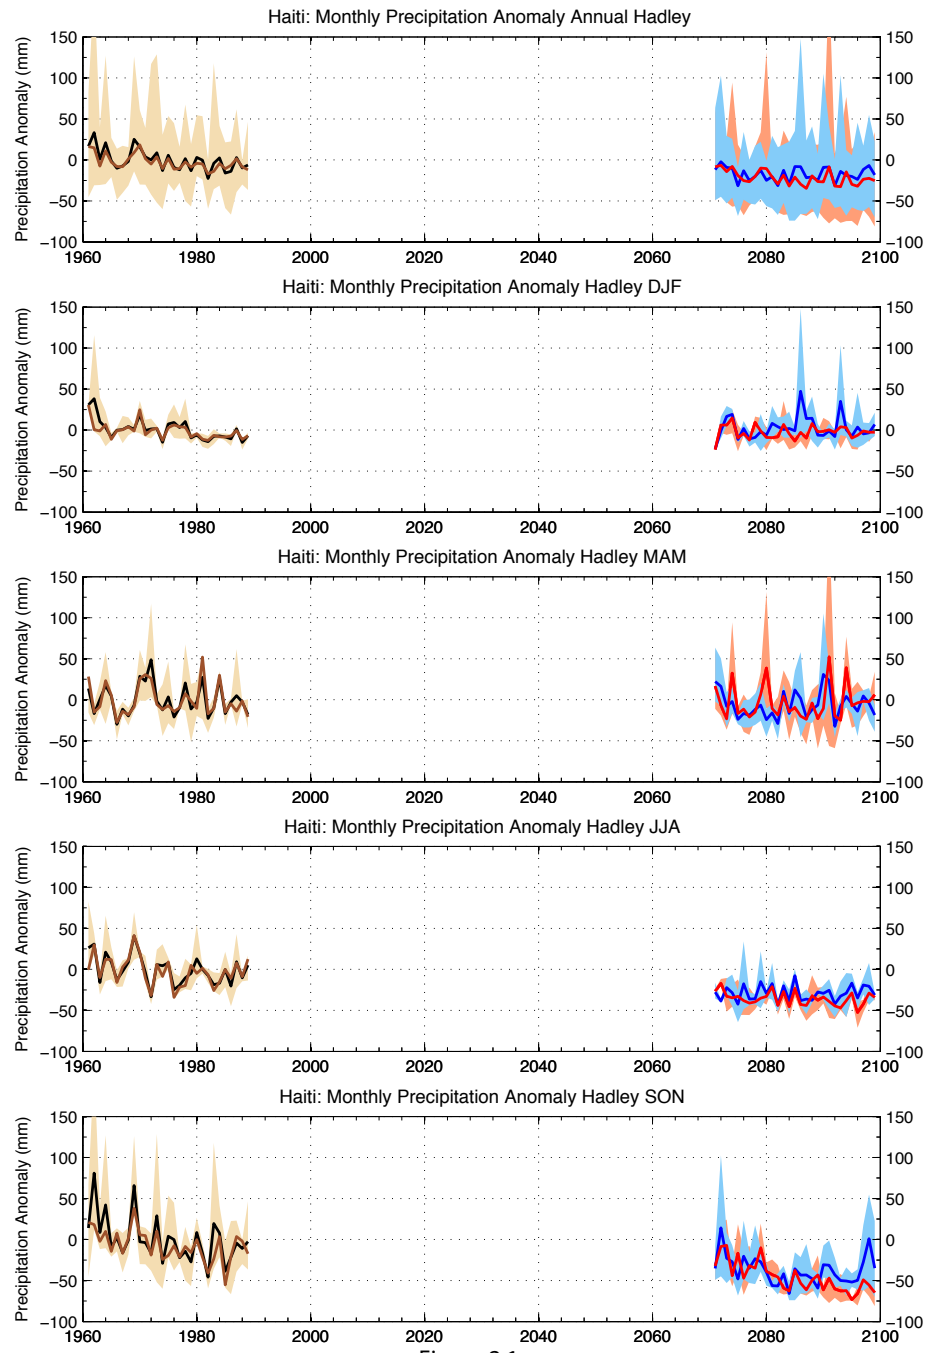 Haiti: Monthly Precipitation Anomaly Annual Hadley
Precipitation Anomaly (mm)
150 150
100 100
50 50
0 0
−50 −50
−100 −100
1960 1980 2000 2020 2040 2060 2080 2100
Haiti: Monthly Precipitation Anomaly Hadley DJF
Precipitation Anomaly (mm)
150 150
100 100
50 50
0 0
−50 −50
−100 −100
1960 1980 2000 2020 2040 2060 2080 2100
Haiti: Monthly Precipitation Anomaly Hadley MAM
Precipitation Anomaly (mm)
150 150
100 100
50 50
0 0
−50 −50
−100 −100
1960 1980 2000 2020 2040 2060 2080 2100
Haiti: Monthly Precipitation Anomaly Hadley JJA
Precipitation Anomaly (mm)
150 150
100 100
50 50
0 0
−50 −50
−100 −100
1960 1980 2000 2020 2040 2060 2080 2100
Haiti: Monthly Precipitation Anomaly Hadley SON
Precipitation Anomaly (mm)
150 150
100 100
50 50
0 0
−50 −50
−100 −100
1960 1980 2000 2020 2040 2060 2080 2100